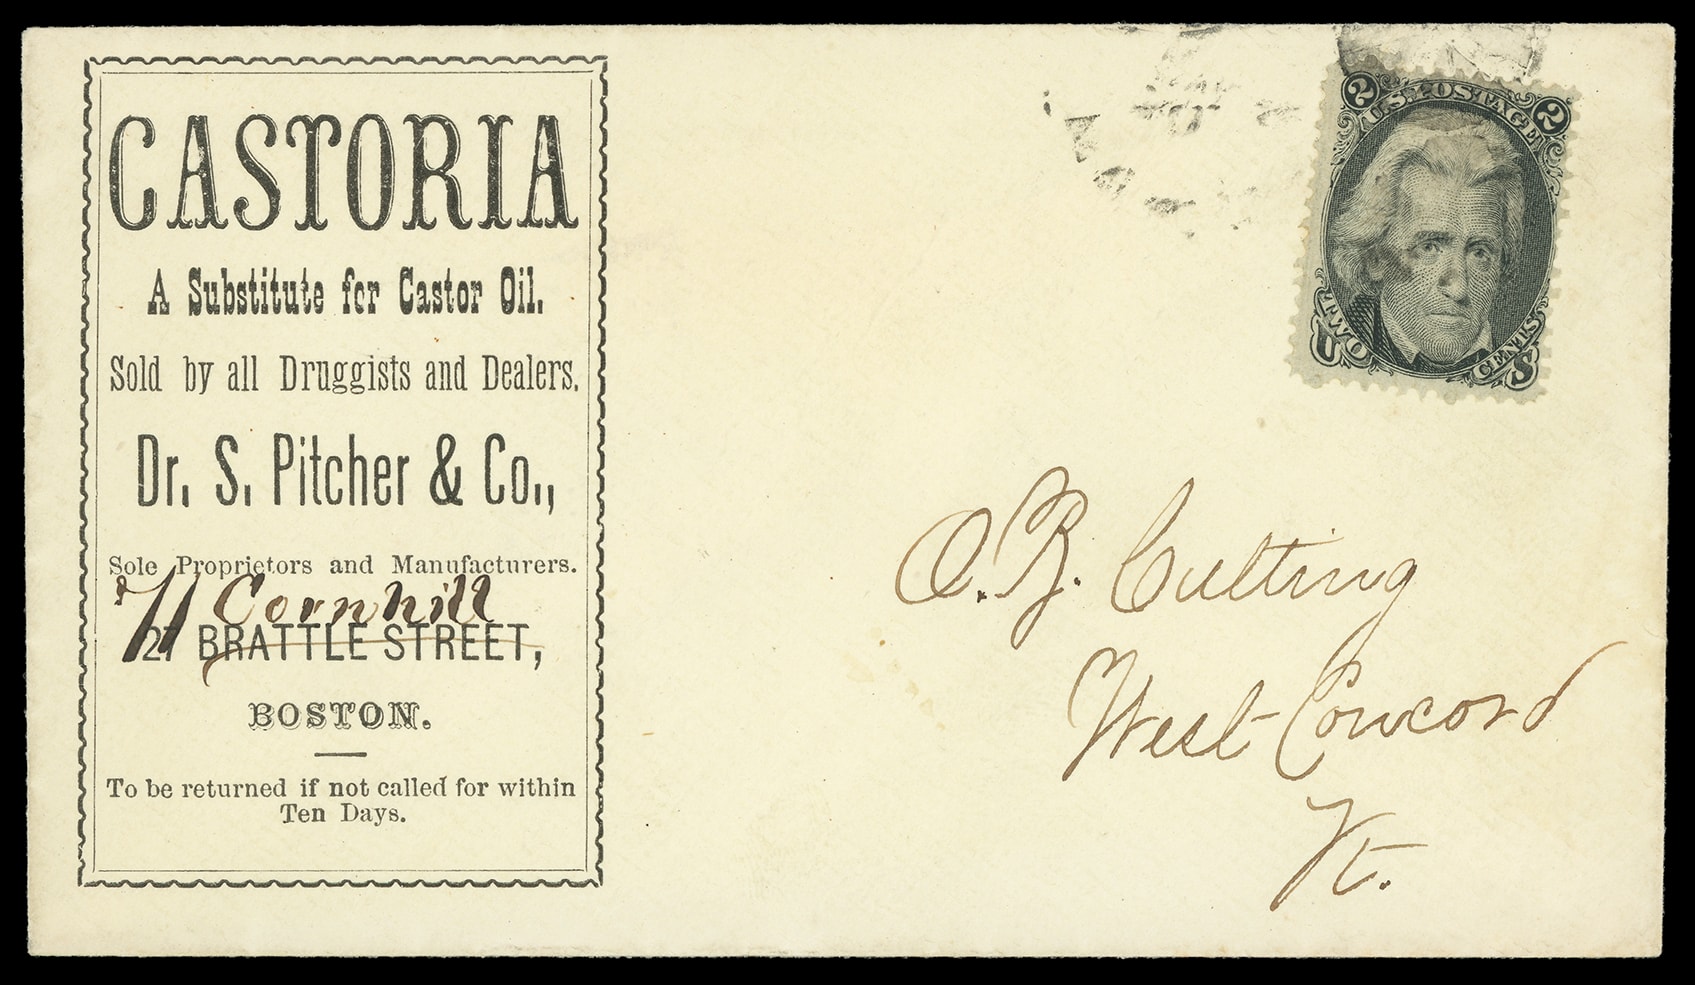 CASTORIA
A Substitute for Castor Oil.
Sold by all Druggists and Dealers.
Dr. S. Pitcher & Co.,
Sole Proprietors and Manufacturers.
71 Cornhill
21 BRATTLE STREET,
BOSTON.
To be returned if not called for within
Ten Days.
2 U.S. POSTAGE 2
U TWO CENTS S
O. B. Cutting
West Concord
Vt.